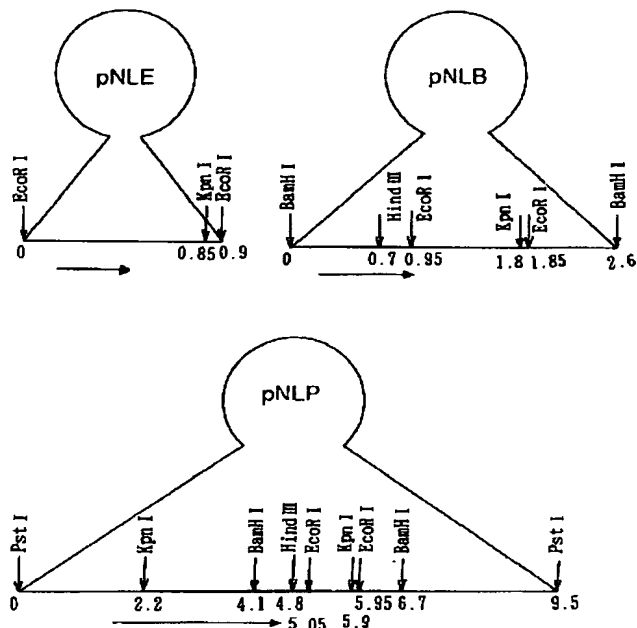 pNLE
EcoR I
Kpn I
EcoR I
0
0.85
0.9
pNLB
BamH I
Hind III
EcoR 1
Kpn I
EcoR 1
BamH I
0
0.7
0.95
1.8
1.85
2.6
pNLP
Pst I
Kpn I
BamH I
Hind III
EcoR I
Kpn I
EcoR I
BamH I
Pst I
0
2.2
4.1
4.8
5.95
6.7
9.5
5.05
5.9